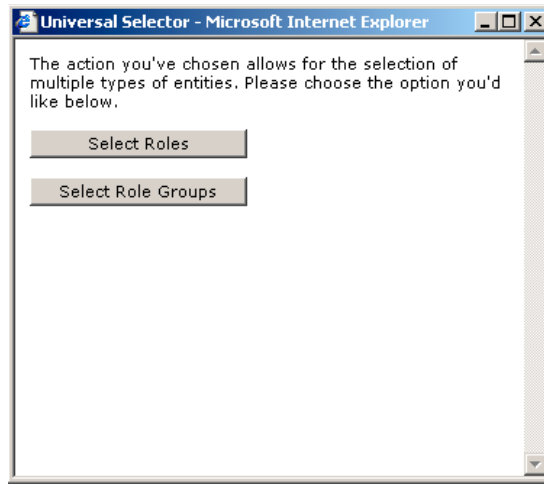 Universal Selector - Microsoft Internet Explorer
The action you've chosen allows for the selection of
multiple types of entities. Please choose the option you'd
like below.
Select Roles
Select Role Groups